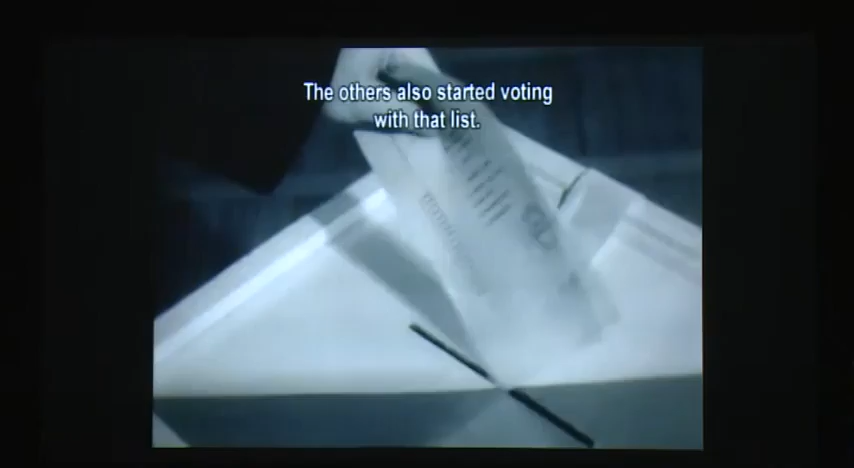 The others also started voting
with that list.